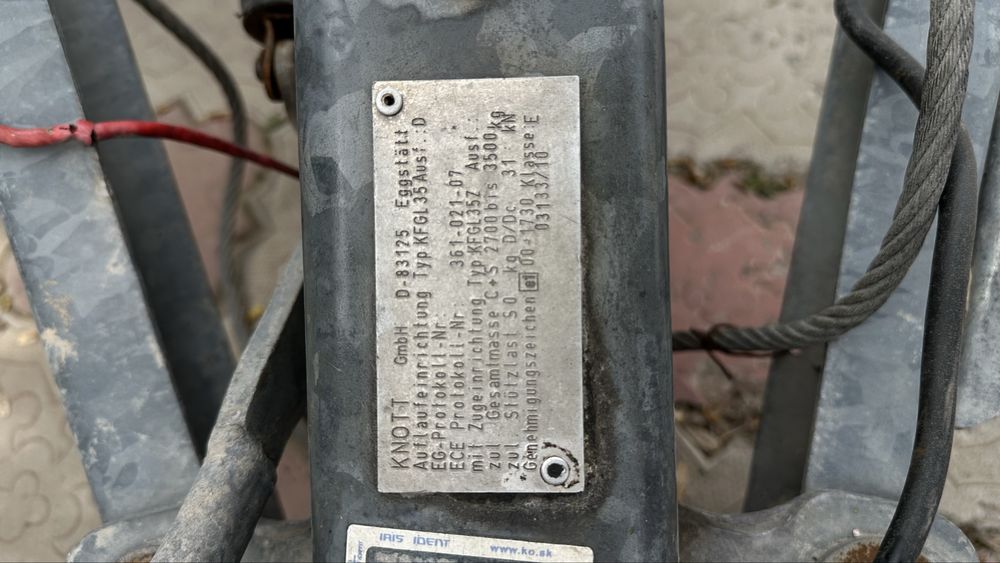 KNOTT GmbH D-83125 Eggstätt
Auflaufeinrichtung Typ KFGL35 Ausf.:D
EG-Protokoll-Nr.
ECE Protokoll-Nr. 361-021-07
mit Zugeinrichtung Typ KFGL35Z Ausf.:
zul. Gesamtmasse C+S 2700 bis 3500 Kg
zul. Stützlast S 0 kg D/Dc. 31 kN
Genehmigungszeichen e1 00-1730 Klasse E
03133/10
IRIS IDENT www.ko.sk